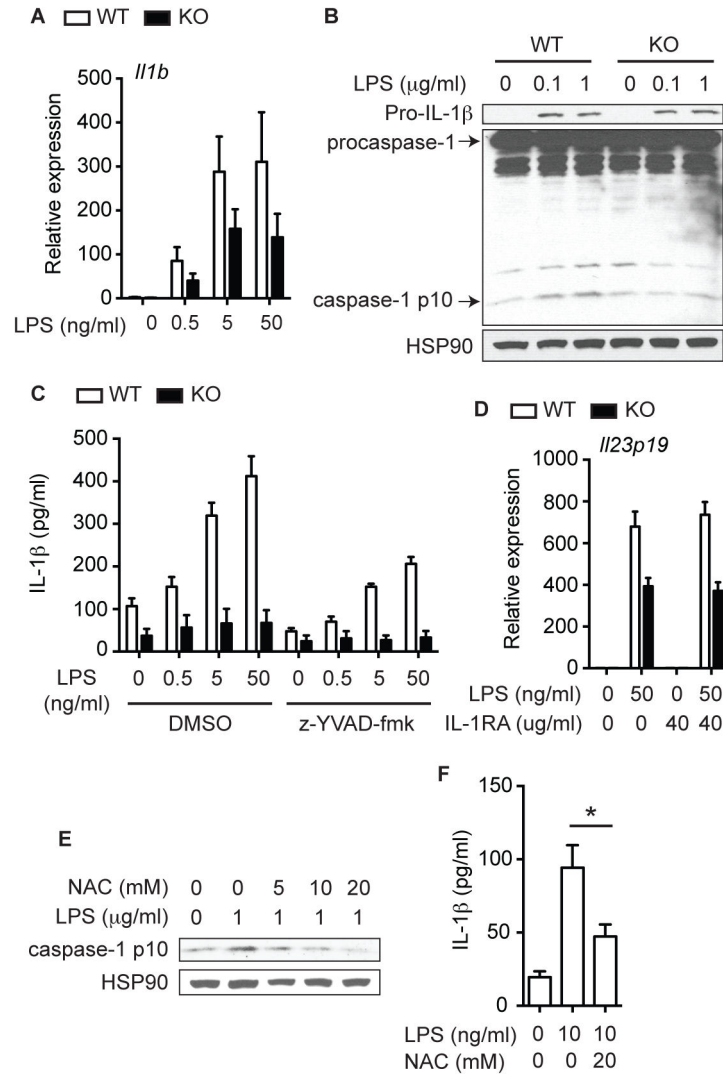 A WT KO
Il1b
500
400
300
200
100
0
Relative expression
LPS (ng/ml) 0 0.5 5 50
B
WT KO
LPS (μg/ml) 0 0.1 1 0 0.1 1
Pro-IL-1β
procaspase-1
caspase-1 p10
HSP90
C WT KO
500
400
300
200
100
0
IL-1β (pg/ml)
LPS 0 0.5 5 50 0 0.5 5 50
(ng/ml)
DMSO z-YVAD-fmk
D WT KO
Il23p19
1000
800
600
400
200
0
Relative expression
LPS (ng/ml) 0 50 0 50
IL-1RA (ug/ml) 0 0 40 40
E
NAC (mM) 0 0 5 10 20
LPS (μg/ml) 0 1 1 1 1
caspase-1 p10
HSP90
F
150
100
50
0
*
IL-1β (pg/ml)
LPS (ng/ml) 0 10 10
NAC (mM) 0 0 20